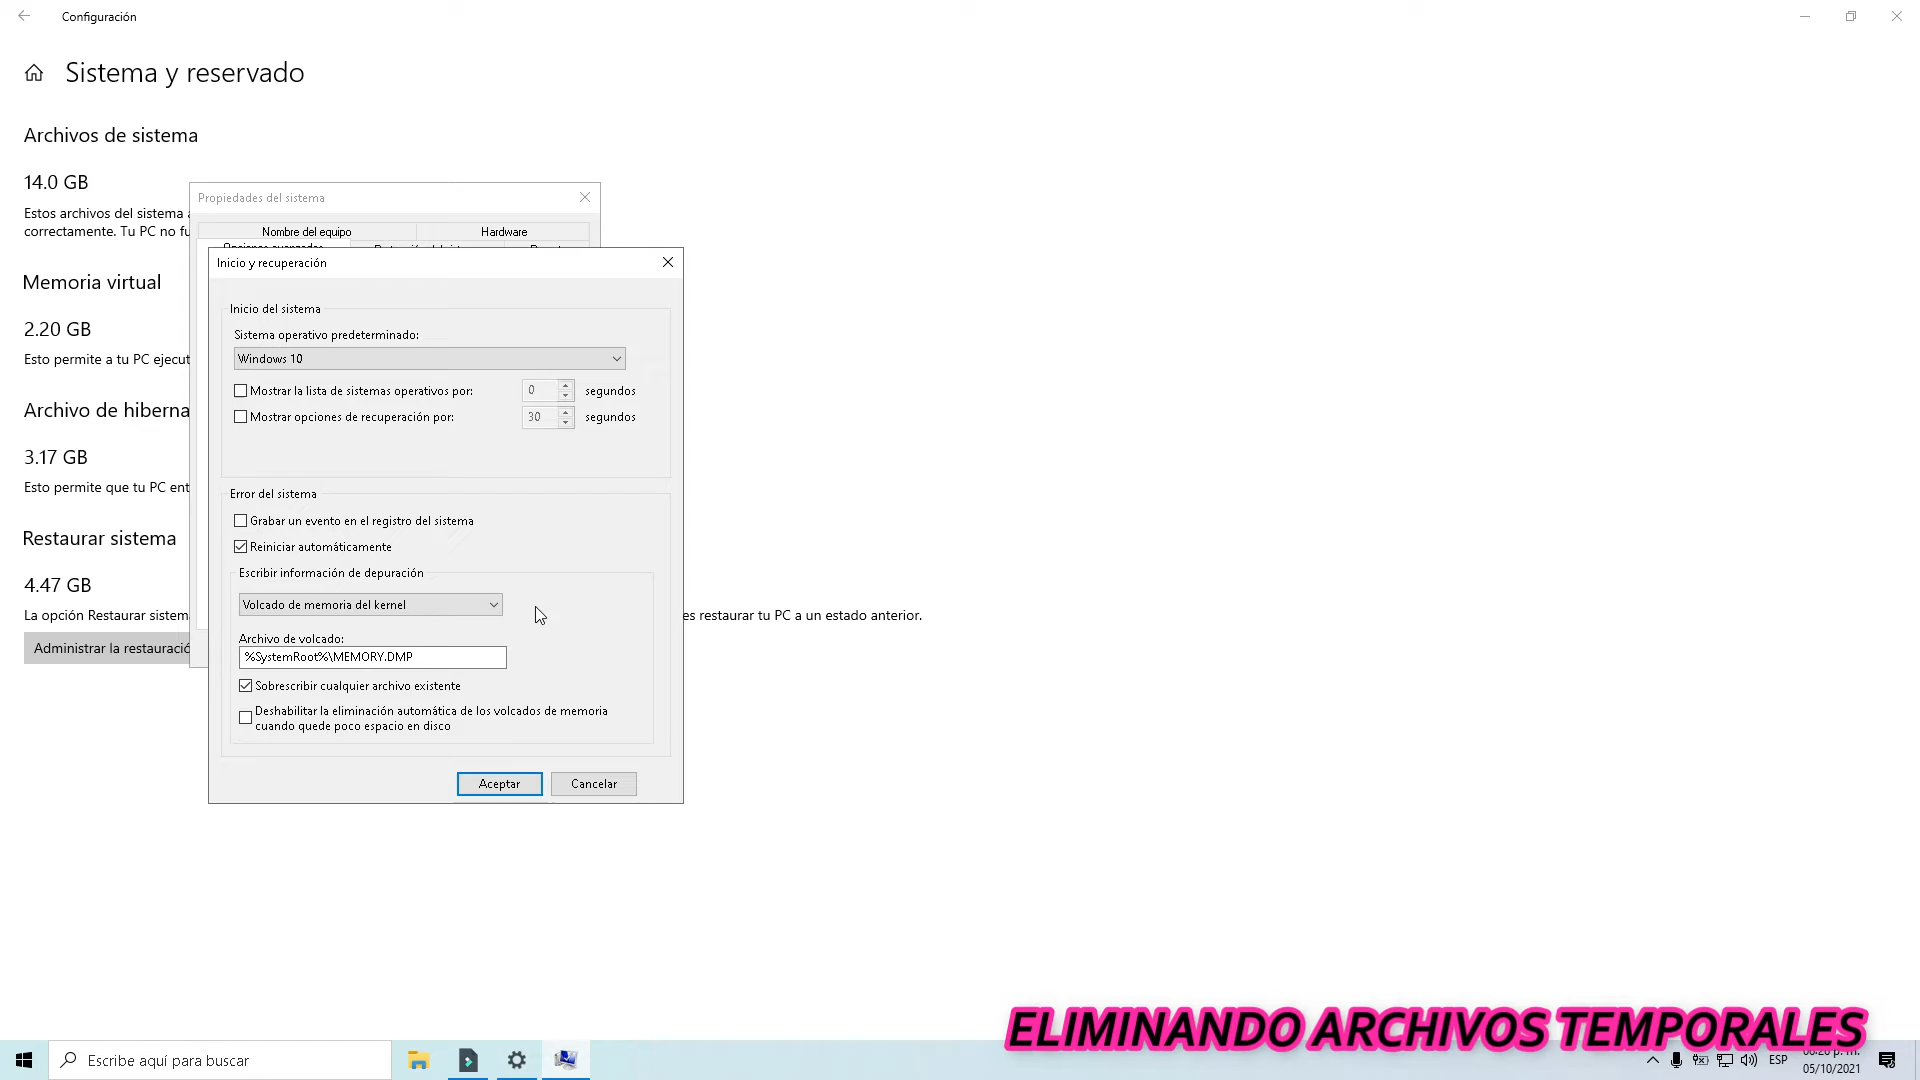 Configuración
Sistema y reservado
Archivos de sistema
14.0 GB
Estos archivos del sistema
correctamente. Tu PC no fu
Memoria virtual
2.20 GB
Esto permite a tu PC ejecut
Archivo de hiberna
3.17 GB
Esto permite que tu PC ent
Restaurar sistema
4.47 GB
La opción Restaurar sistem
es restaurar tu PC a un estado anterior.
Administrar la restauració
Propiedades del sistema
Nombre del equipo
Hardware
Opciones avanzadas
Inicio y recuperación
Inicio del sistema
Sistema operativo predeterminado:
Windows 10
Mostrar la lista de sistemas operativos por:
0
segundos
Mostrar opciones de recuperación por:
30
segundos
Error del sistema
Grabar un evento en el registro del sistema
Reiniciar automáticamente
Escribir información de depuración
Volcado de memoria del kernel
Archivo de volcado:
%SystemRoot%\MEMORY.DMP
Sobrescribir cualquier archivo existente
Deshabilitar la eliminación automática de los volcados de memoria
cuando quede poco espacio en disco
Aceptar
Cancelar
ELIMINANDO ARCHIVOS TEMPORALES
Escribe aquí para buscar
ESP
05/10/2021